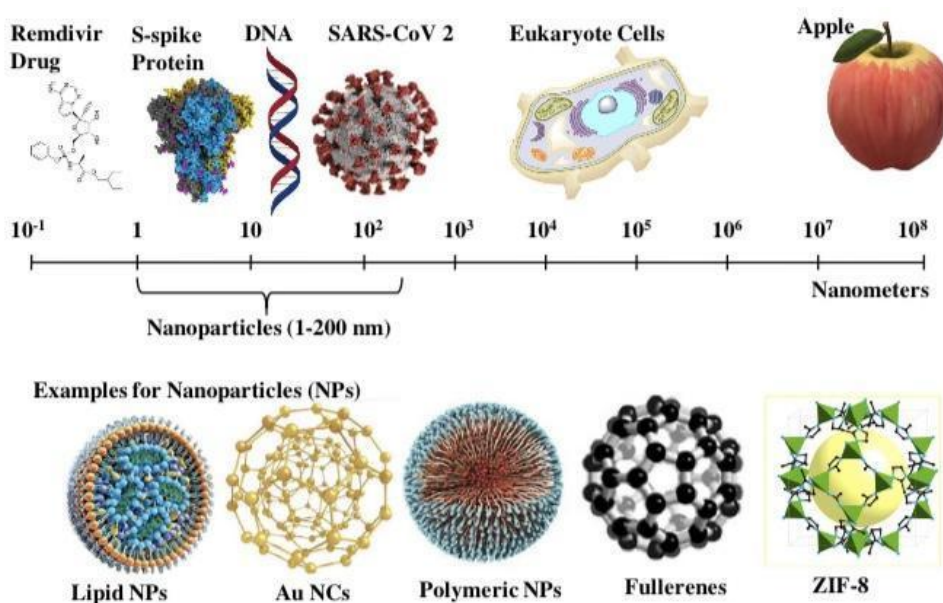 Remdivir Drug
S-spike Protein
DNA
SARS-CoV 2
Eukaryote Cells
Apple
10⁻¹ 1 10 10² 10³ 10⁴ 10⁵ 10⁶ 10⁷ 10⁸
Nanometers
Nanoparticles (1-200 nm)
Examples for Nanoparticles (NPs)
Lipid NPs Au NCs Polymeric NPs Fullerenes ZIF-8